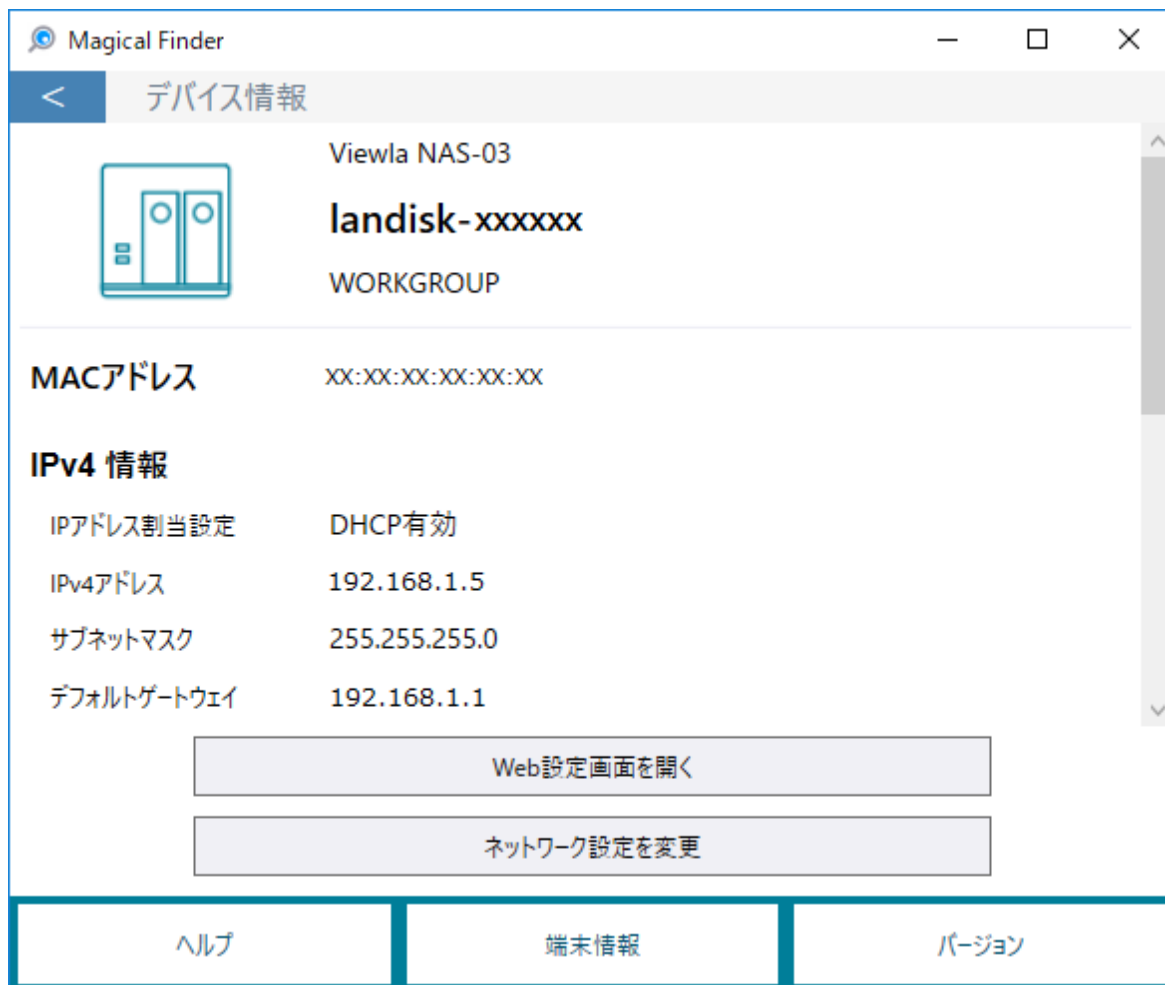 Magical Finder
< デバイス情報
Viewla NAS-03
landisk-xxxxxx
WORKGROUP
MACアドレス xx:xx:xx:xx:xx:xx
IPv4 情報
IPアドレス割当設定 DHCP有効
IPv4アドレス 192.168.1.5
サブネットマスク 255.255.255.0
デフォルトゲートウェイ 192.168.1.1
Web設定画面を開く
ネットワーク設定を変更
ヘルプ 端末情報 バージョン